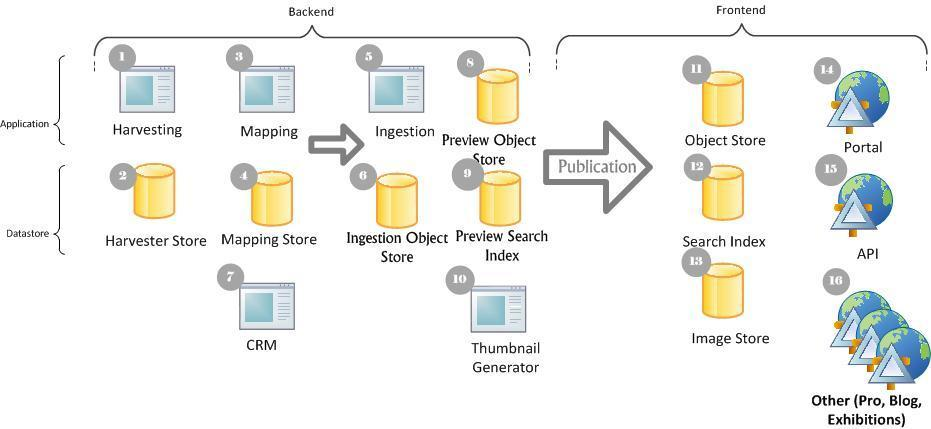 Backend
Frontend
1
3
5
8
11
14
Application
Harvesting
Mapping
Ingestion
Preview Object
Store
Object Store
Portal
Publication
2
4
6
9
12
15
Datastore
Harvester Store
Mapping Store
Ingestion Object
Store
Preview Search
Index
Search Index
API
7
10
13
16
CRM
Thumbnail
Generator
Image Store
Other (Pro, Blog,
Exhibitions)